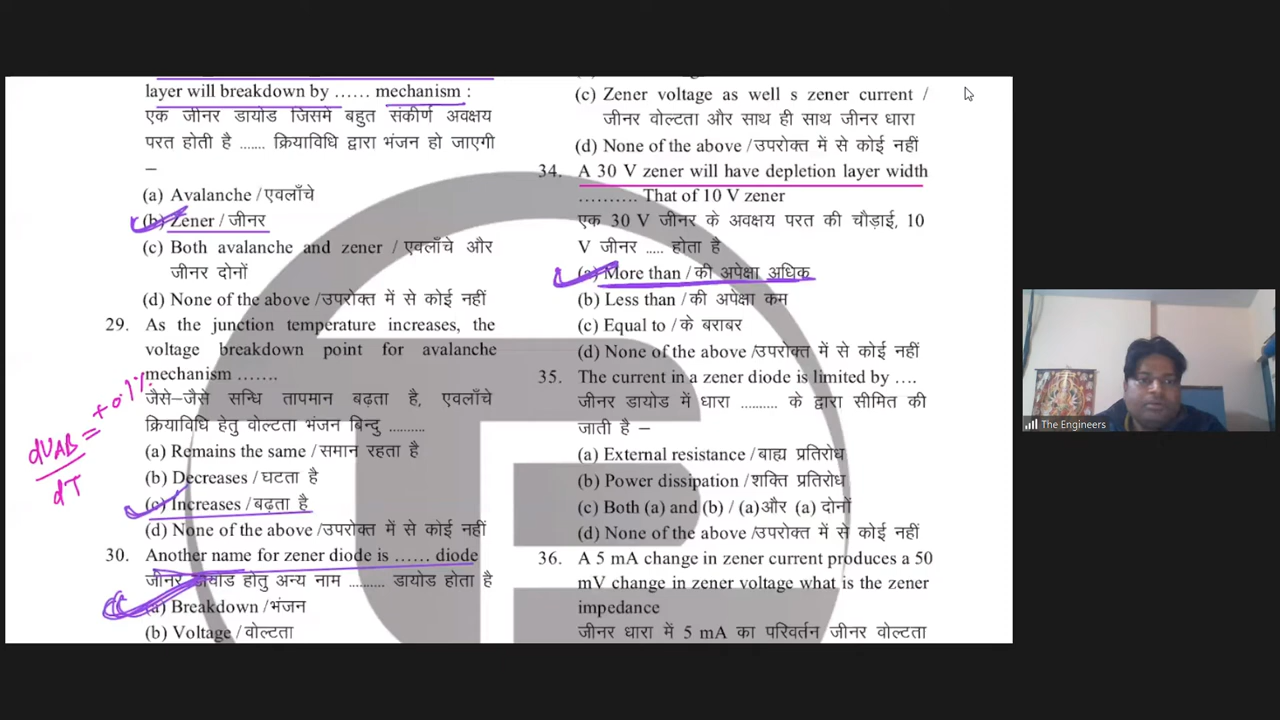 layer will breakdown by ...... mechanism :
एक जीनर डायोड जिसमे बहुत संकीर्ण अवक्षय
परत होती है ....... क्रियाविधि द्वारा भंजन हो जाएगी
–
(a) Avalanche / एवलाँचे
(b) Zener / जीनर
(c) Both avalanche and zener / एवलाँचे और
जीनर दोनों
(d) None of the above /उपरोक्त में से कोई नहीं
29. As the junction temperature increases, the
voltage breakdown point for avalanche
mechanism .......
जैसे–जैसे सन्धि तापमान बढ़ता है, एवलाँचे
क्रियाविधि हेतु वोल्टता भंजन बिन्दु ..........
(a) Remains the same / समान रहता है
(b) Decreases / घटता है
(c) Increases / बढ़ता है
(d) None of the above /उपरोक्त में से कोई नहीं
30. Another name for zener diode is ...... diode
जीनर डायोड हेतु अन्य नाम .......... डायोड होता है
(a) Breakdown / भंजन
(b) Voltage / वोल्टता
dVAB
dT
=
(c) Zener voltage as well s zener current /
जीनर वोल्टता और साथ ही साथ जीनर धारा
(d) None of the above /उपरोक्त में से कोई नहीं
34. A 30 V zener will have depletion layer width
.......... That of 10 V zener
एक 30 V जीनर के अवक्षय परत की चौड़ाई, 10
V जीनर ..... होता है
(a) More than / की अपेक्षा अधिक
(b) Less than / की अपेक्षा कम
(c) Equal to / के बराबर
(d) None of the above /उपरोक्त में से कोई नहीं
35. The current in a zener diode is limited by ....
जीनर डायोड में धारा .......... के द्वारा सीमित की
जाती है –
(a) External resistance / बाह्य प्रतिरोध
(b) Power dissipation / शक्ति प्रतिरोध
(c) Both (a) and (b) / (a)और (a) दोनों
(d) None of the above /उपरोक्त में से कोई नहीं
36. A 5 mA change in zener current produces a 50
mV change in zener voltage what is the zener
impedance
जीनर धारा में 5 mA का परिवर्तन जीनर वोल्टता
The Engineers